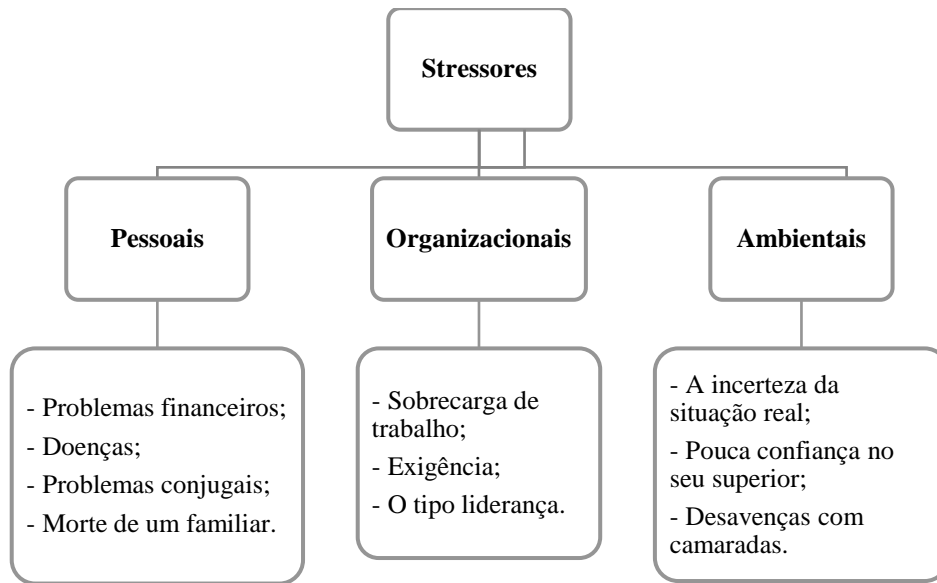 Stressores
Pessoais
Organizacionais
Ambientais
- Problemas financeiros;
- Doenças;
- Problemas conjugais;
- Morte de um familiar.
- Sobrecarga de
trabalho;
- Exigência;
- O tipo liderança.
- A incerteza da
situação real;
- Pouca confiança no
seu superior;
- Desavenças com
camaradas.